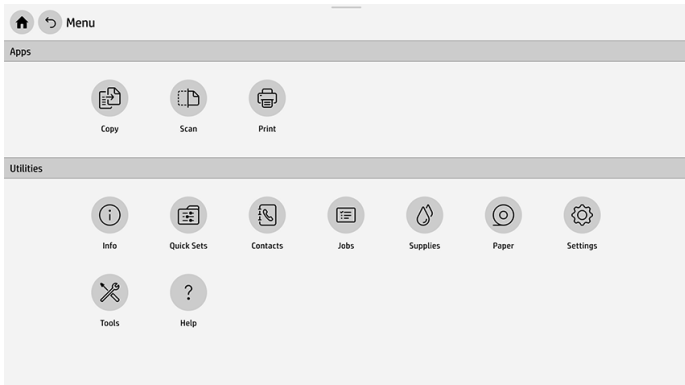 Menu
Apps
Copy Scan Print
Utilities
Info Quick Sets Contacts Jobs Supplies Paper Settings
Tools Help